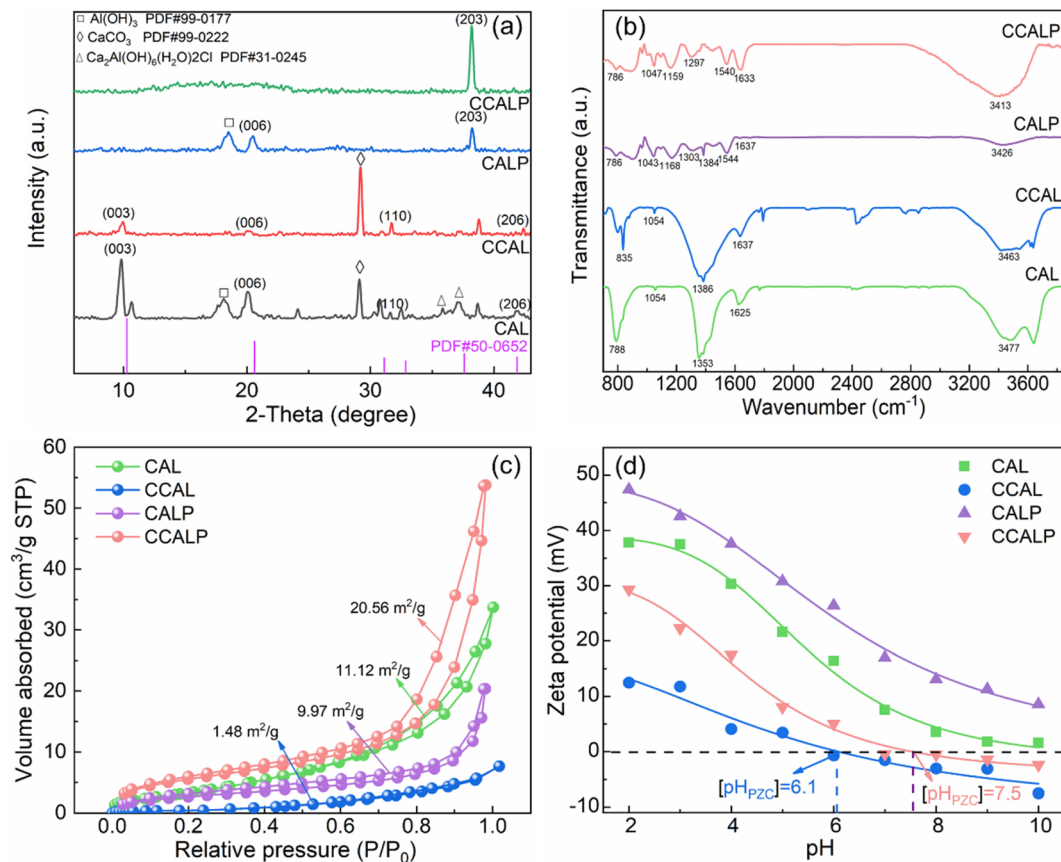 (a)
□ Al(OH)₃ PDF#99-0177
◇ CaCO₃ PDF#99-0222
△ Ca₂Al(OH)₆(H₂O)2Cl PDF#31-0245
(203)
CCALP
□
(006)
(203)
CALP
◇
(003)
(006)
(110)
(206)
CCAL
(003)
□
(006)
◇
(110)
△
△
(206)
CAL
PDF#50-0652
10 20 30 40
2-Theta (degree)
Intensity (a.u.)
(b)
CCALP
786 1047 1159 1297 1540 1633 3413
CALP
786 1043 1168 1303 1384 1544 1637 3426
CCAL
835 1054 1386 1637 3463
CAL
788 1054 1353 1625 3477
800 1200 1600 2000 2400 2800 3200 3600
Wavenumber (cm⁻¹)
Transmittance (a.u.)
(c)
CAL
CCAL
CALP
CCALP
20.56 m²/g
11.12 m²/g
9.97 m²/g
1.48 m²/g
60
50
40
30
20
10
0
0.0 0.2 0.4 0.6 0.8 1.0
Relative pressure (P/P₀)
Volume absorbed (cm³/g STP)
(d)
CAL
CCAL
CALP
CCALP
[pH_PZC]=6.1
[pH_PZC]=7.5
50
40
30
20
10
0
-10
2 4 6 8 10
pH
Zeta potential (mV)